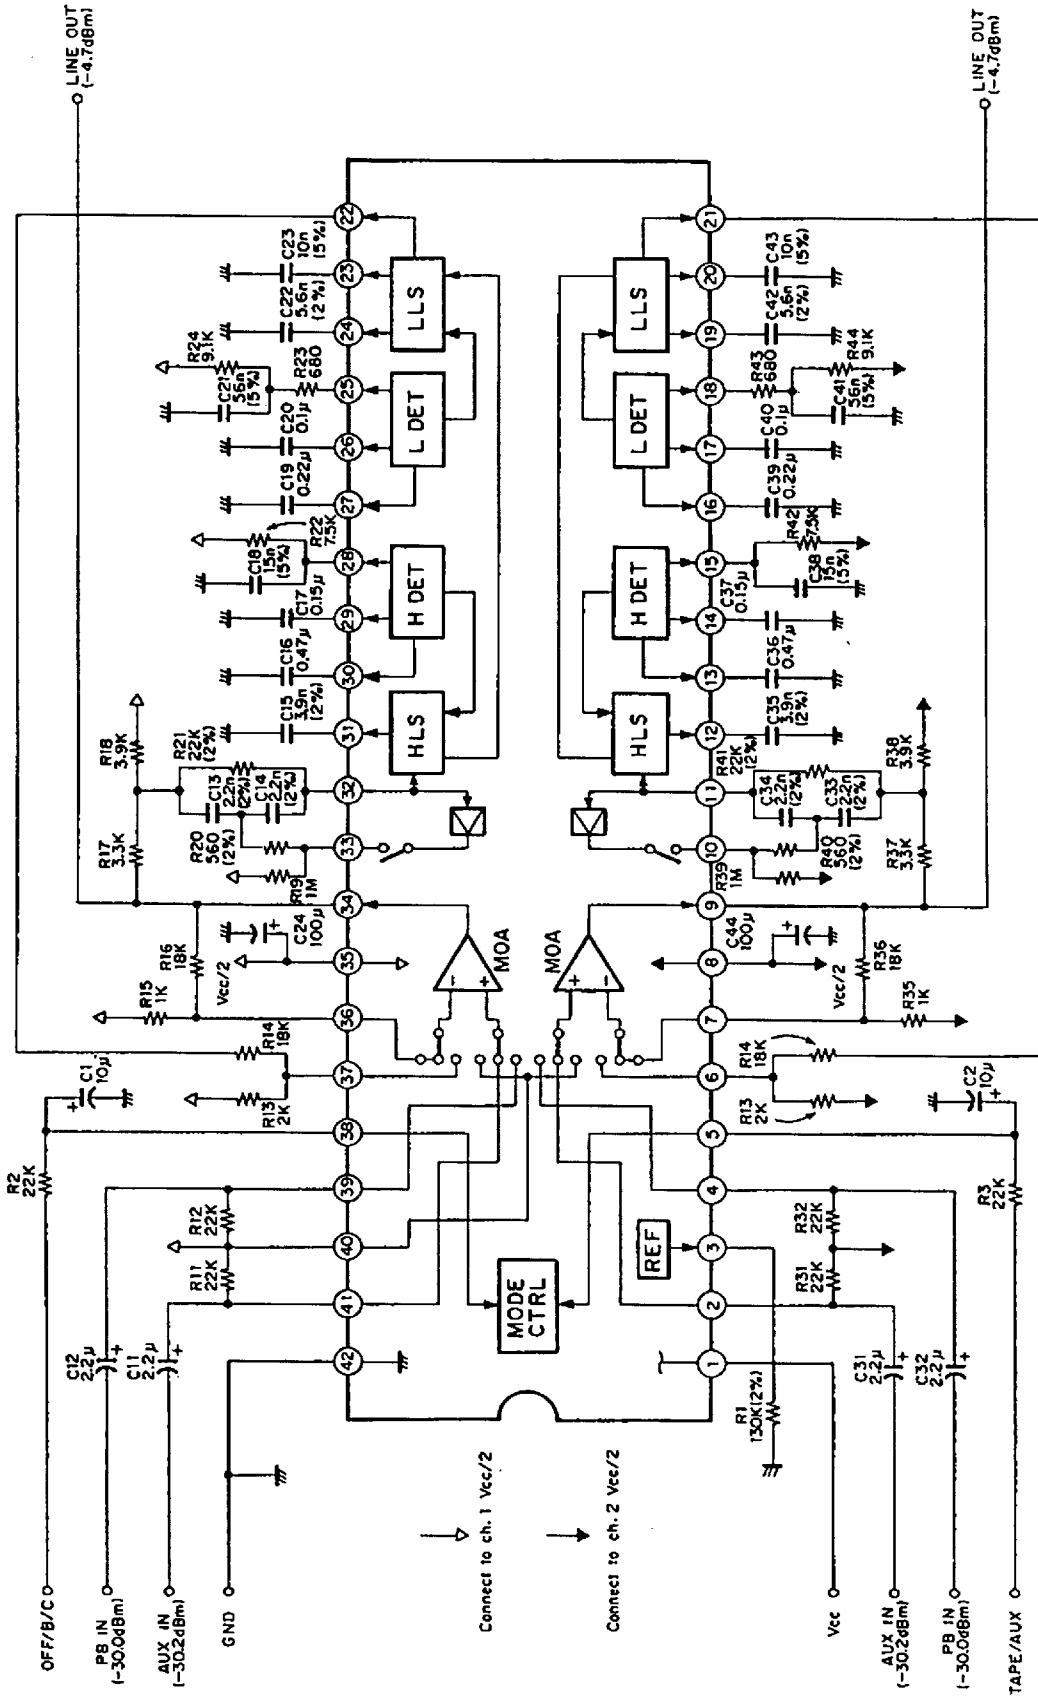 LINE OUT
(-4.7dBm)
LINE OUT
(-4.7dBm)
22
23
24
25
26
27
28
29
30
31
32
33
34
35
36
37
38
39
40
41
42
21
20
19
18
17
16
15
14
13
12
11
10
9
8
7
6
5
4
3
2
1
C23
10n
(5%)
C22
5.6n
(2%)
R24
9.1K
C21
56n
(5%)
R23
680
C20
0.1μ
C19
0.22μ
R22
7.5K
C18
15n
(5%)
C17
0.15μ
C16
0.47μ
C15
3.9n
(2%)
R18
3.9K
R21
22K
(2%)
C13
2.2n
(2%)
C14
2.2n
(2%)
R20
560
(2%)
R17
3.3K
R19
1M
C24
100μ
R16
18K
Vcc/2
R15
1K
R14
18K
R13
2K
C1
10μ
R2
22K
R12
22K
R11
22K
C12
2.2μ
C11
2.2μ
LLS
L DET
H DET
HLS
MOA
LLS
L DET
H DET
HLS
MOA
MODE
CTRL
REF
C43
10n
(5%)
C42
5.6n
(2%)
R44
9.1K
R43
680
C41
56n
(5%)
C40
0.1μ
C39
0.22μ
R42
7.5K
C38
15n
(5%)
C37
0.15μ
C36
0.47μ
C35
3.9n
(2%)
R41
22K
(2%)
R38
3.9K
C34
2.2n
(2%)
C33
2.2n
(2%)
R40
560
(2%)
R37
3.3K
R39
1M
C44
100μ
R36
18K
Vcc/2
R35
1K
R14
18K
R13
2K
C2
10μ
R3
22K
R32
22K
R31
22K
C31
2.2μ
C32
2.2μ
R1
130K(2%)
Connect to ch. 1 Vcc/2
Connect to ch. 2 Vcc/2
OFF/B/C
PB IN
(-30.0dBm)
AUX IN
(-30.2dBm)
GND
Vcc
AUX IN
(-30.2dBm)
PB IN
(-30.0dBm)
TAPE/AUX